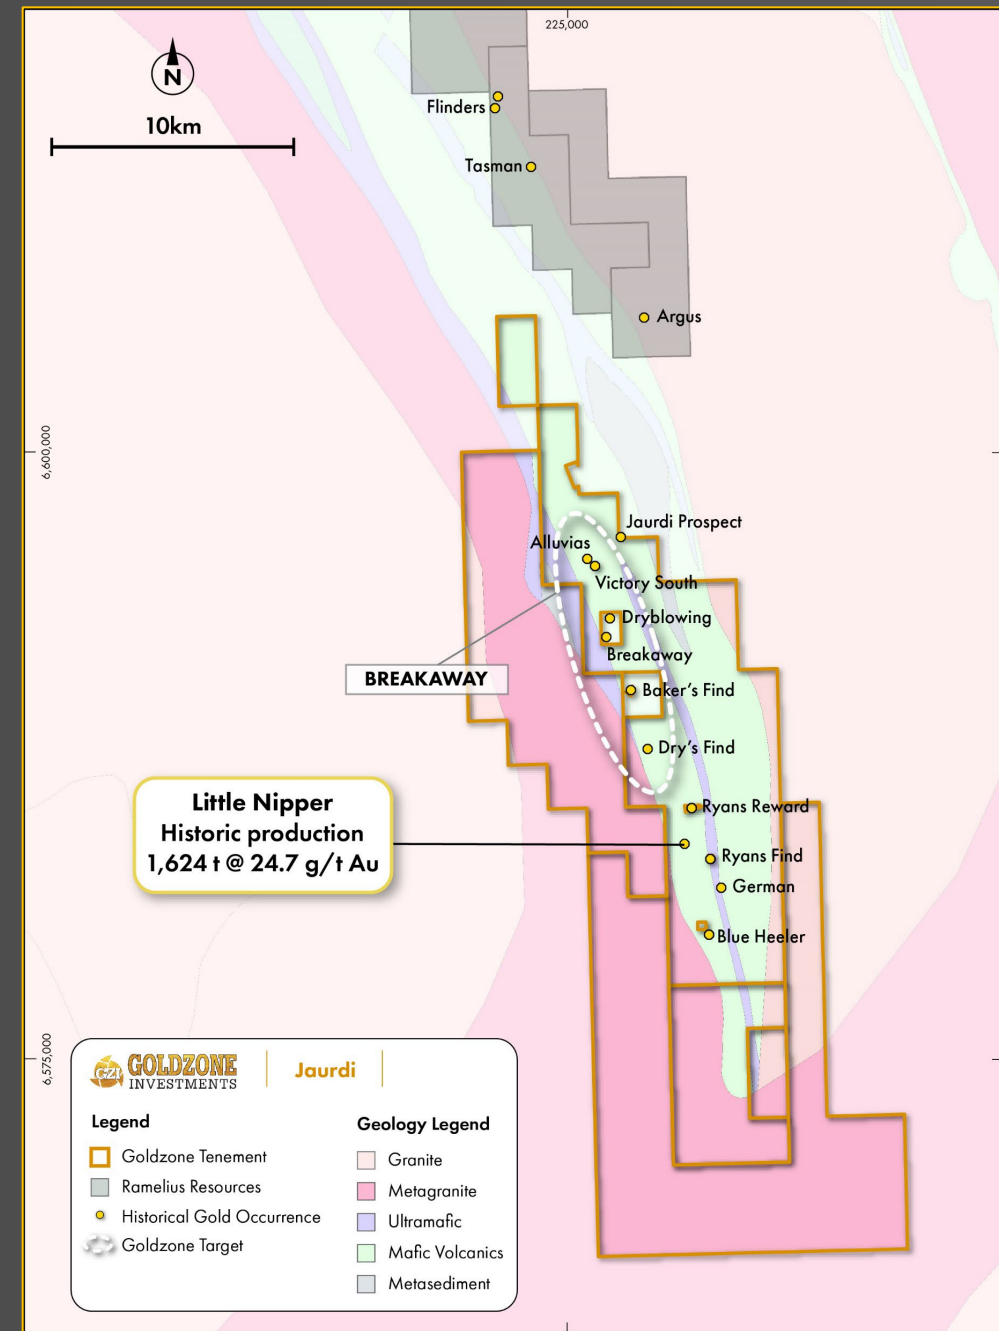 225,000
N
10km
Flinders
Tasman
Argus
6,600,000
Jaurdi Prospect
Alluvias
Victory South
Dryblowing
Breakaway
BREAKAWAY
Baker's Find
Dry's Find
Little Nipper
Historic production
1,624 t @ 24.7 g/t Au
Ryans Reward
Ryans Find
German
Blue Heeler
6,575,000
GZI
GOLDZONE
INVESTMENTS
Jaurdi
Legend
Goldzone Tenement
Ramelius Resources
Historical Gold Occurrence
Goldzone Target
Geology Legend
Granite
Metagranite
Ultramafic
Mafic Volcanics
Metasediment